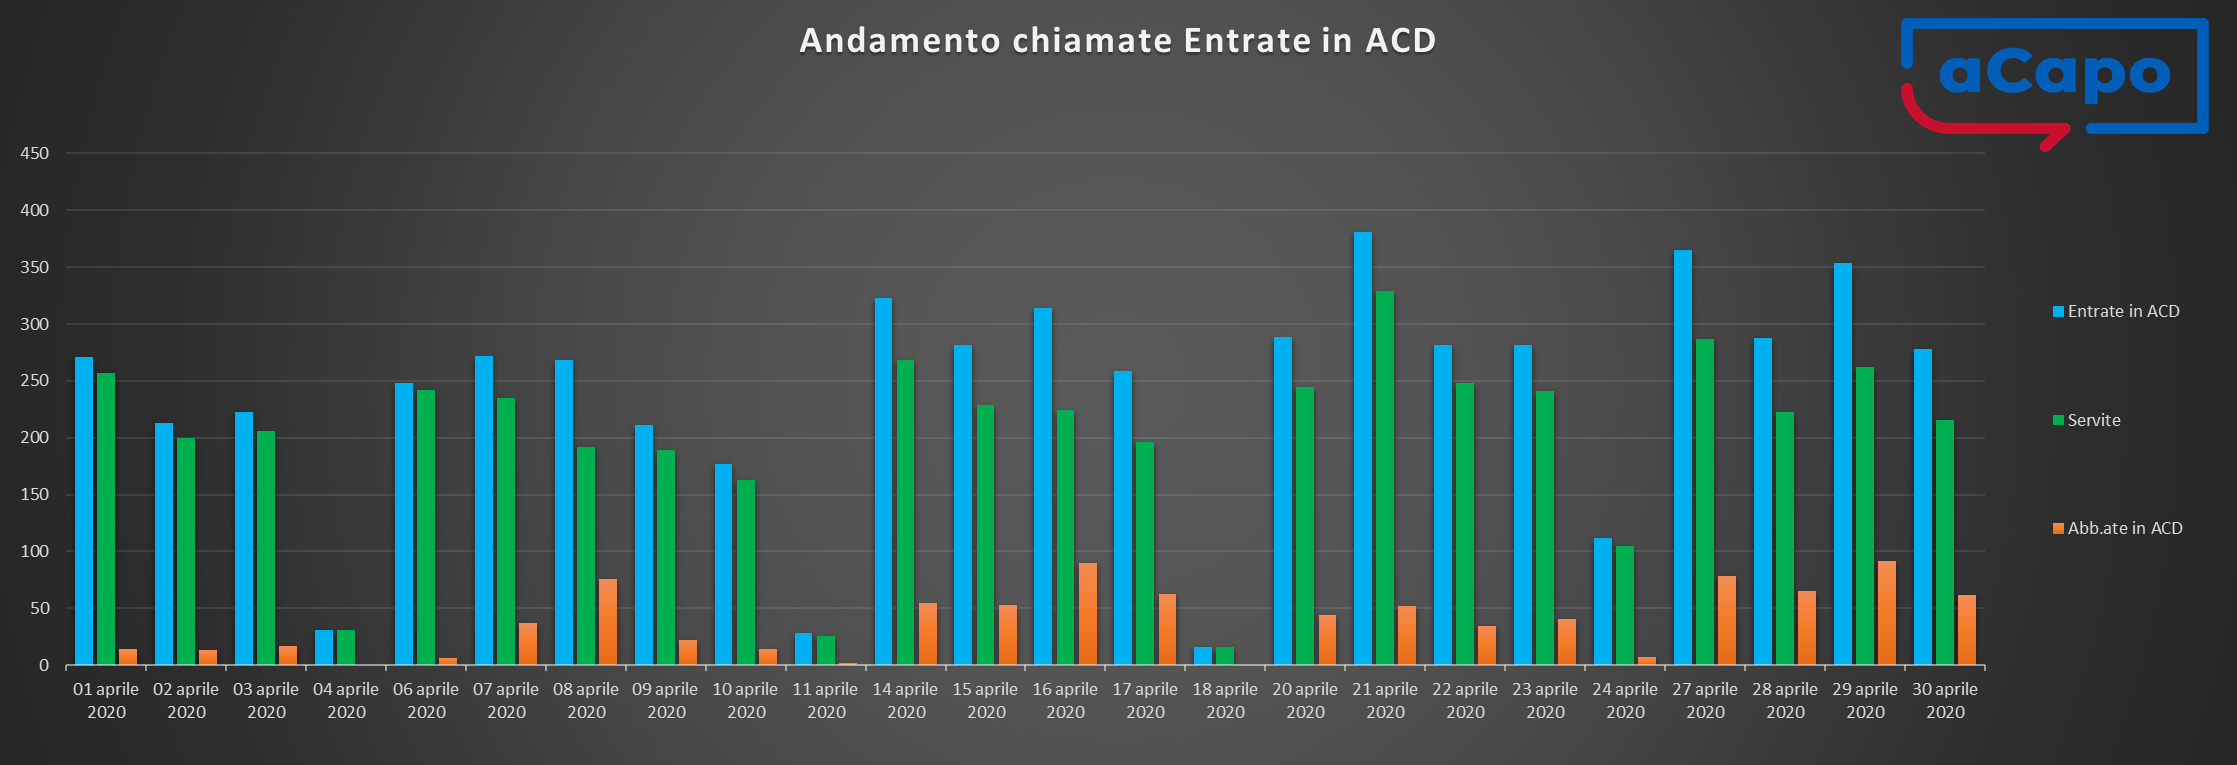 Andamento chiamate Entrate in ACD
aCapo
450
400
350
300
250
200
150
100
50
0
01 aprile 02 aprile 03 aprile 04 aprile 06 aprile 07 aprile 08 aprile 09 aprile 10 aprile 11 aprile 14 aprile 15 aprile 16 aprile 17 aprile 18 aprile 20 aprile 21 aprile 22 aprile 23 aprile 24 aprile 27 aprile 28 aprile 29 aprile 30 aprile
2020 2020 2020 2020 2020 2020 2020 2020 2020 2020 2020 2020 2020 2020 2020 2020 2020 2020 2020 2020 2020 2020 2020 2020
Entrate in ACD
Servite
Abb.ate in ACD